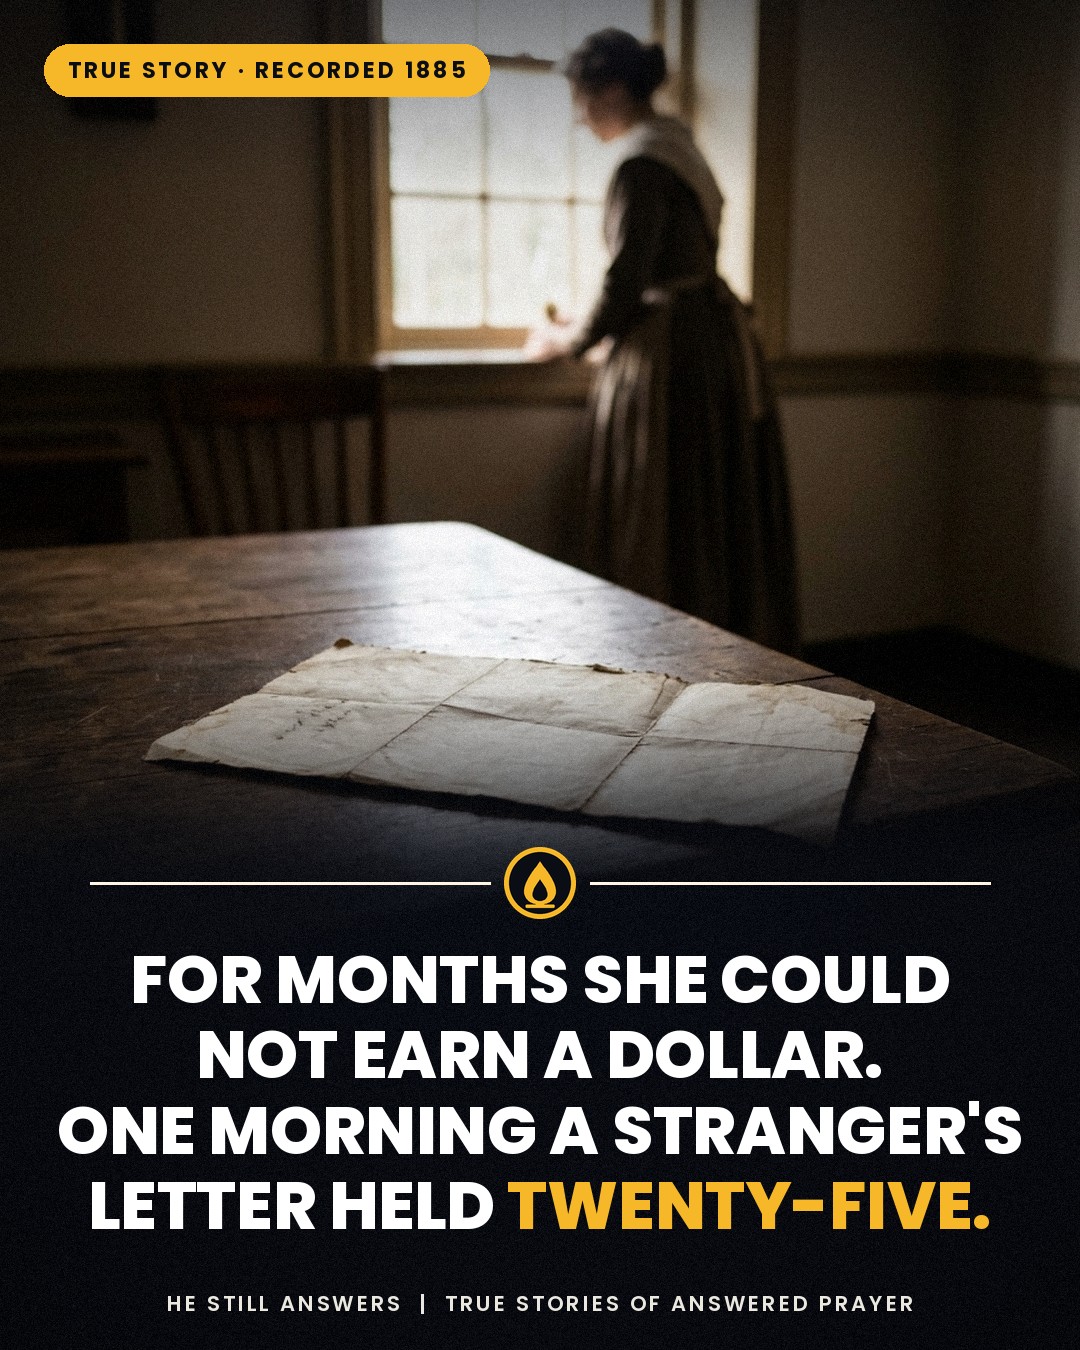 TRUE STORY · RECORDED 1885
FOR MONTHS SHE COULD
NOT EARN A DOLLAR.
ONE MORNING A STRANGER'S
LETTER HELD TWENTY-FIVE.
HE STILL ANSWERS | TRUE STORIES OF ANSWERED PRAYER